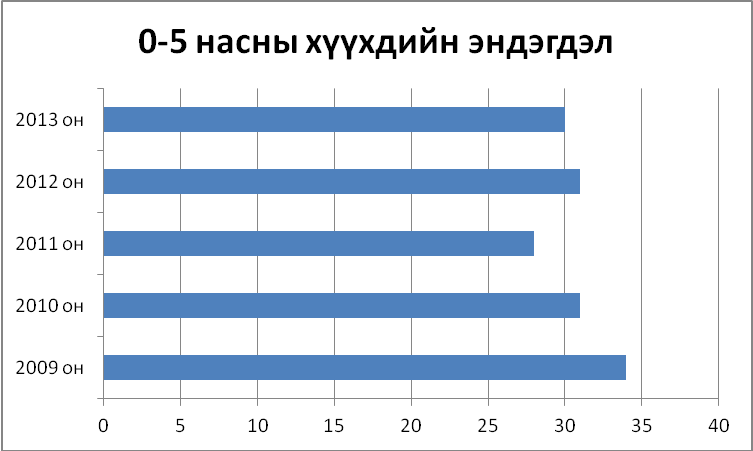 0-5 насны хүүхдийн эндэгдэл
2013 он
2012 он
2011 он
2010 он
2009 он
0 5 10 15 20 25 30 35 40